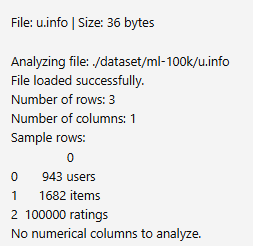 File: u.info | Size: 36 bytes
Analyzing file: ./dataset/ml-100k/u.info
File loaded successfully.
Number of rows: 3
Number of columns: 1
Sample rows:
0
0 943 users
1 1682 items
2 100000 ratings
No numerical columns to analyze.